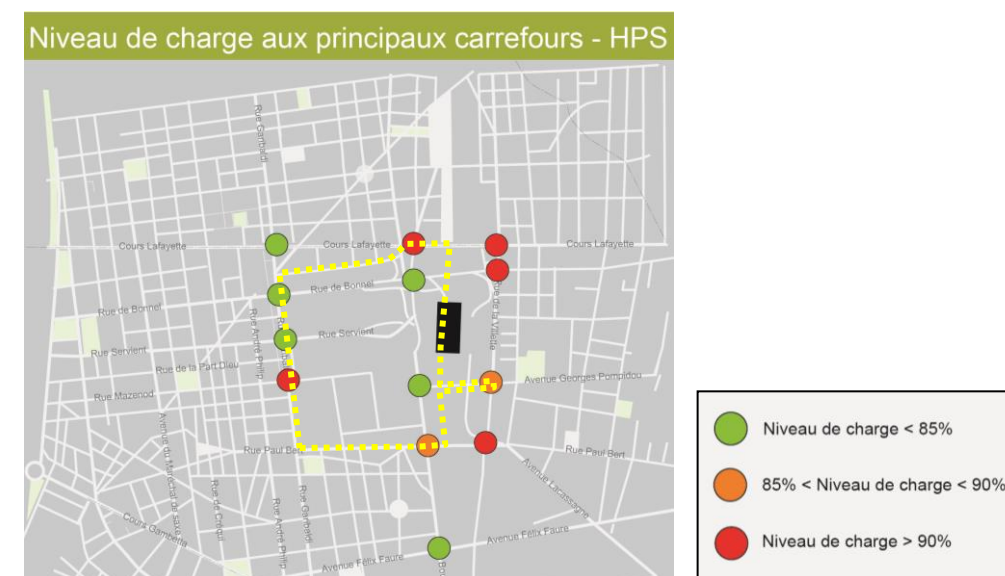 Niveau de charge aux principaux carrefours - HPS
Rue Garibaldi
Cours Lafayette
Cours Lafayette
Cours Lafayette
Rue de Bonnel
Rue de Bonnel
Rue de la Villette
Rue Servient
Rue Servient
Rue André Philip
Rue de la Part Dieu
Rue Mazenod
Avenue Georges Pompidou
Avenue du Maréchal de saxe
Rue Paul Bert
Rue Paul Bert
Avenue Lacassagne
Rue de Créqui
Rue André Philip
Rue Garibaldi
Cours Gambetta
Avenue Felix Faure
Avenue Felix Faure
Niveau de charge < 85%
85% < Niveau de charge < 90%
Niveau de charge > 90%